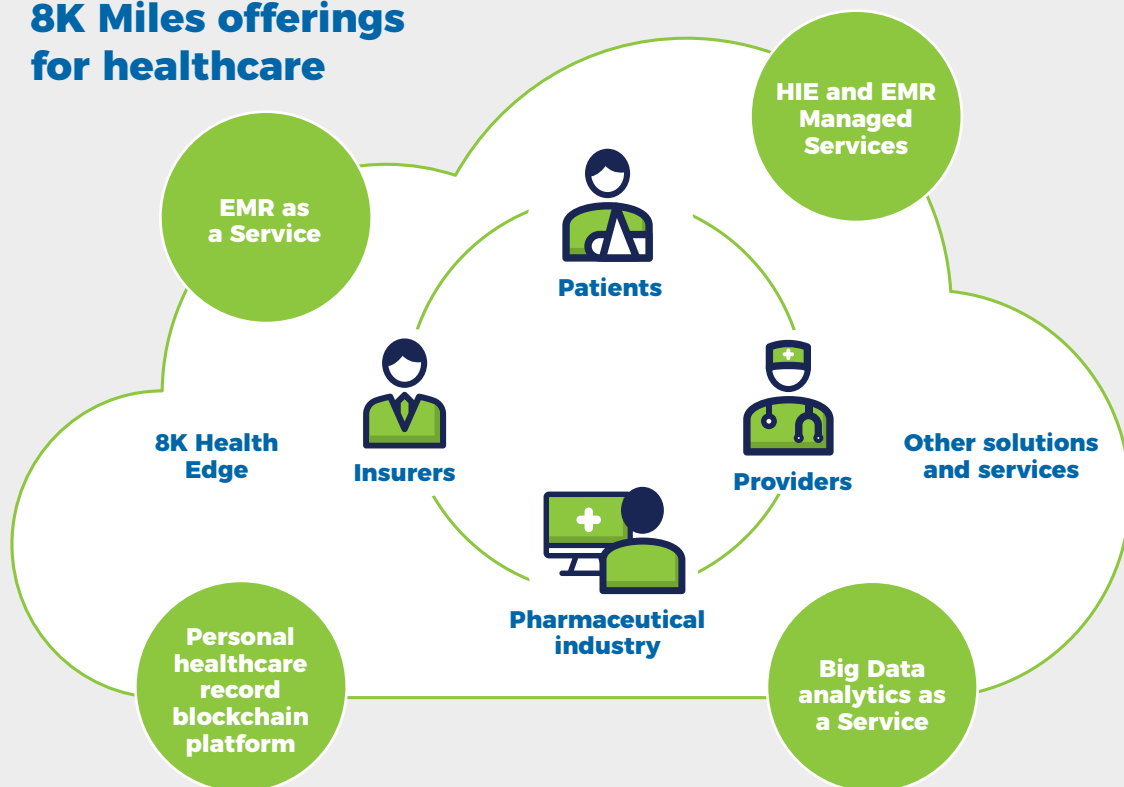 8K Miles offerings
for healthcare
HIE and EMR
Managed
Services
EMR as
a Service
Patients
8K Health
Edge
Insurers
Providers
Other solutions
and services
Pharmaceutical
industry
Personal
healthcare
record
blockchain
platform
Big Data
analytics as
a Service